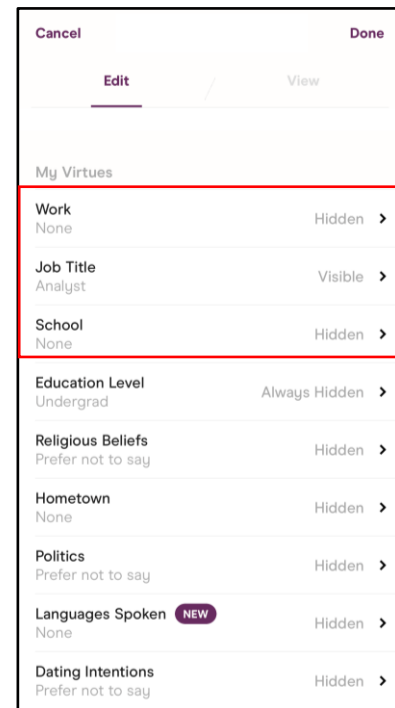 Cancel Done
Edit View
My Virtues
Work
None
Hidden
Job Title
Analyst
Visible
School
None
Hidden
Education Level
Undergrad
Always Hidden
Religious Beliefs
Prefer not to say
Hidden
Hometown
None
Hidden
Politics
Prefer not to say
Hidden
Languages Spoken NEW
None
Hidden
Dating Intentions
Prefer not to say
Hidden